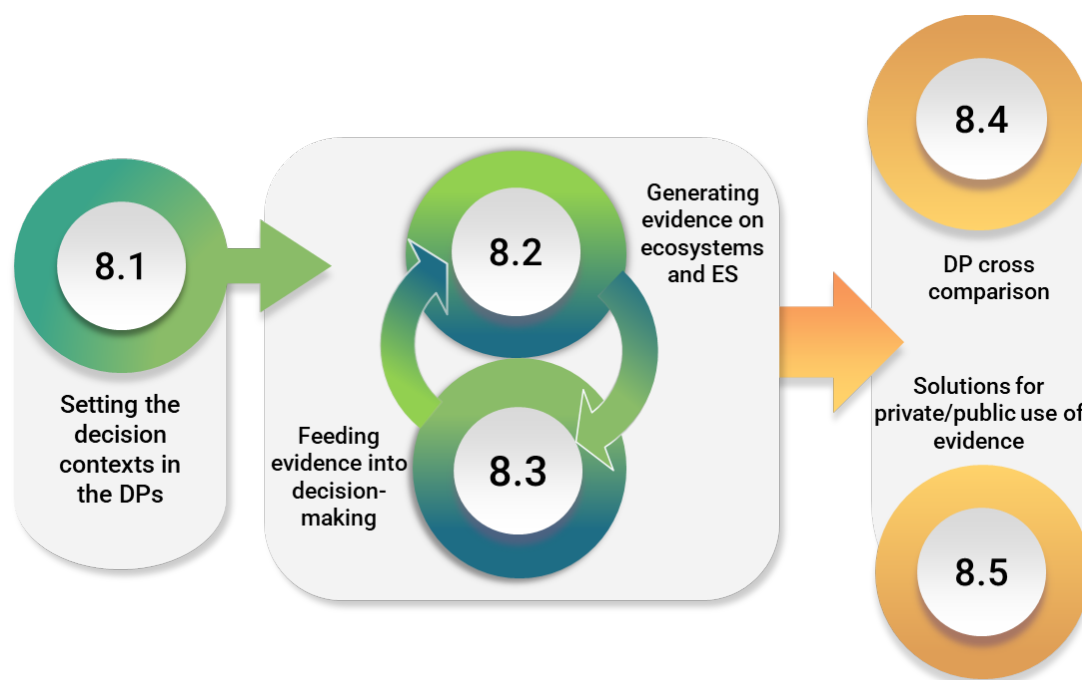 8.1
Setting the
decision
contexts in
the DPs
8.2
Generating
evidence on
ecosystems
and ES
Feeding
evidence into
decision-
making
8.3
8.4
DP cross
comparison
Solutions for
private/public use of
evidence
8.5